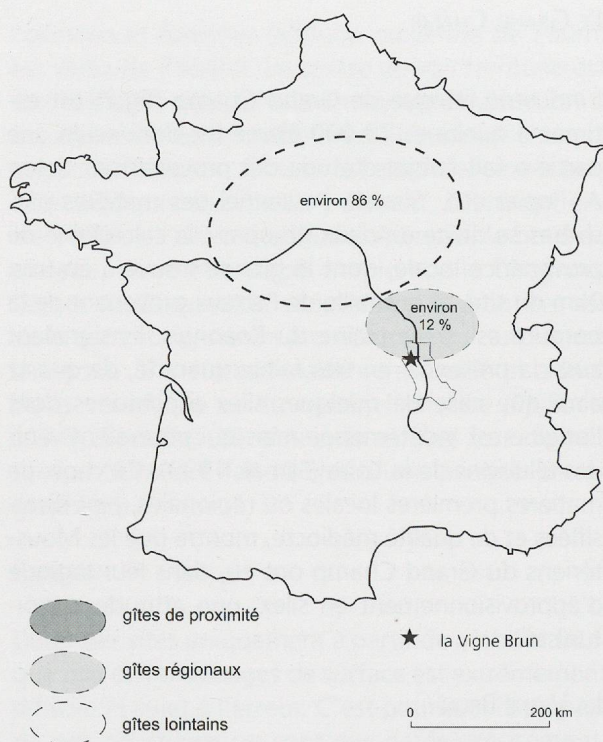 environ 86 %
environ
12 %
gîtes de proximité
la Vigne Brun
gîtes régionaux
gîtes lointains
0 200 km